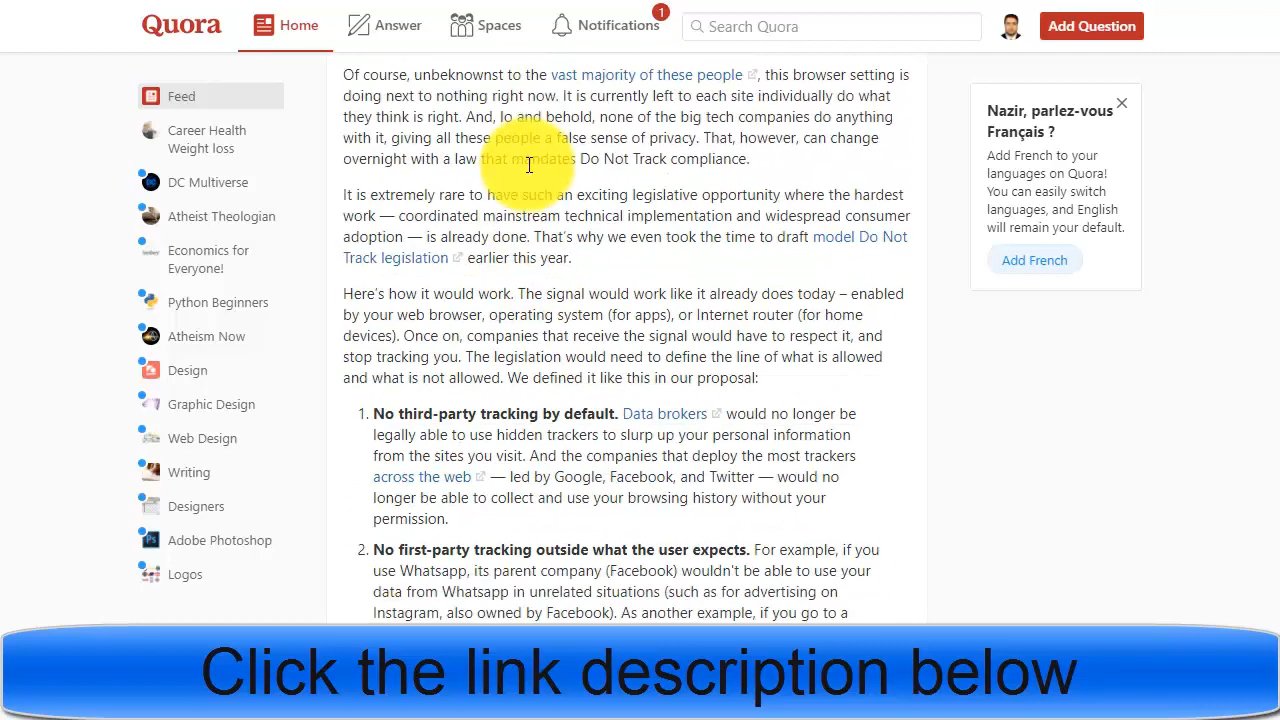 Quora
Home
Answer
Spaces
Notifications
1
Search Quora
Add Question
Feed
Career Health
Weight loss
DC Multiverse
Atheist Theologian
Economics for
Everyone!
Python Beginners
Atheism Now
Design
Graphic Design
Web Design
Writing
Designers
Adobe Photoshop
Logos
Of course, unbeknownst to the vast majority of these people, this browser setting is
doing next to nothing right now. It is currently left to each site individually do what
they think is right. And, lo and behold, none of the big tech companies do anything
with it, giving all these people a false sense of privacy. That, however, can change
overnight with a law that mandates Do Not Track compliance.
It is extremely rare to have such an exciting legislative opportunity where the hardest
work — coordinated mainstream technical implementation and widespread consumer
adoption — is already done. That's why we even took the time to draft model Do Not
Track legislation earlier this year.
Here's how it would work. The signal would work like it already does today – enabled
by your web browser, operating system (for apps), or Internet router (for home
devices). Once on, companies that receive the signal would have to respect it, and
stop tracking you. The legislation would need to define the line of what is allowed
and what is not allowed. We defined it like this in our proposal:
1. No third-party tracking by default. Data brokers would no longer be
legally able to use hidden trackers to slurp up your personal information
from the sites you visit. And the companies that deploy the most trackers
across the web — led by Google, Facebook, and Twitter — would no
longer be able to collect and use your browsing history without your
permission.
2. No first-party tracking outside what the user expects. For example, if you
use Whatsapp, its parent company (Facebook) wouldn't be able to use your
data from Whatsapp in unrelated situations (such as for advertising on
Instagram, also owned by Facebook). As another example, if you go to a
Nazir, parlez-vous
Français ?
Add French to your
languages on Quora!
You can easily switch
languages, and English
will remain your default.
Add French
Click the link description below